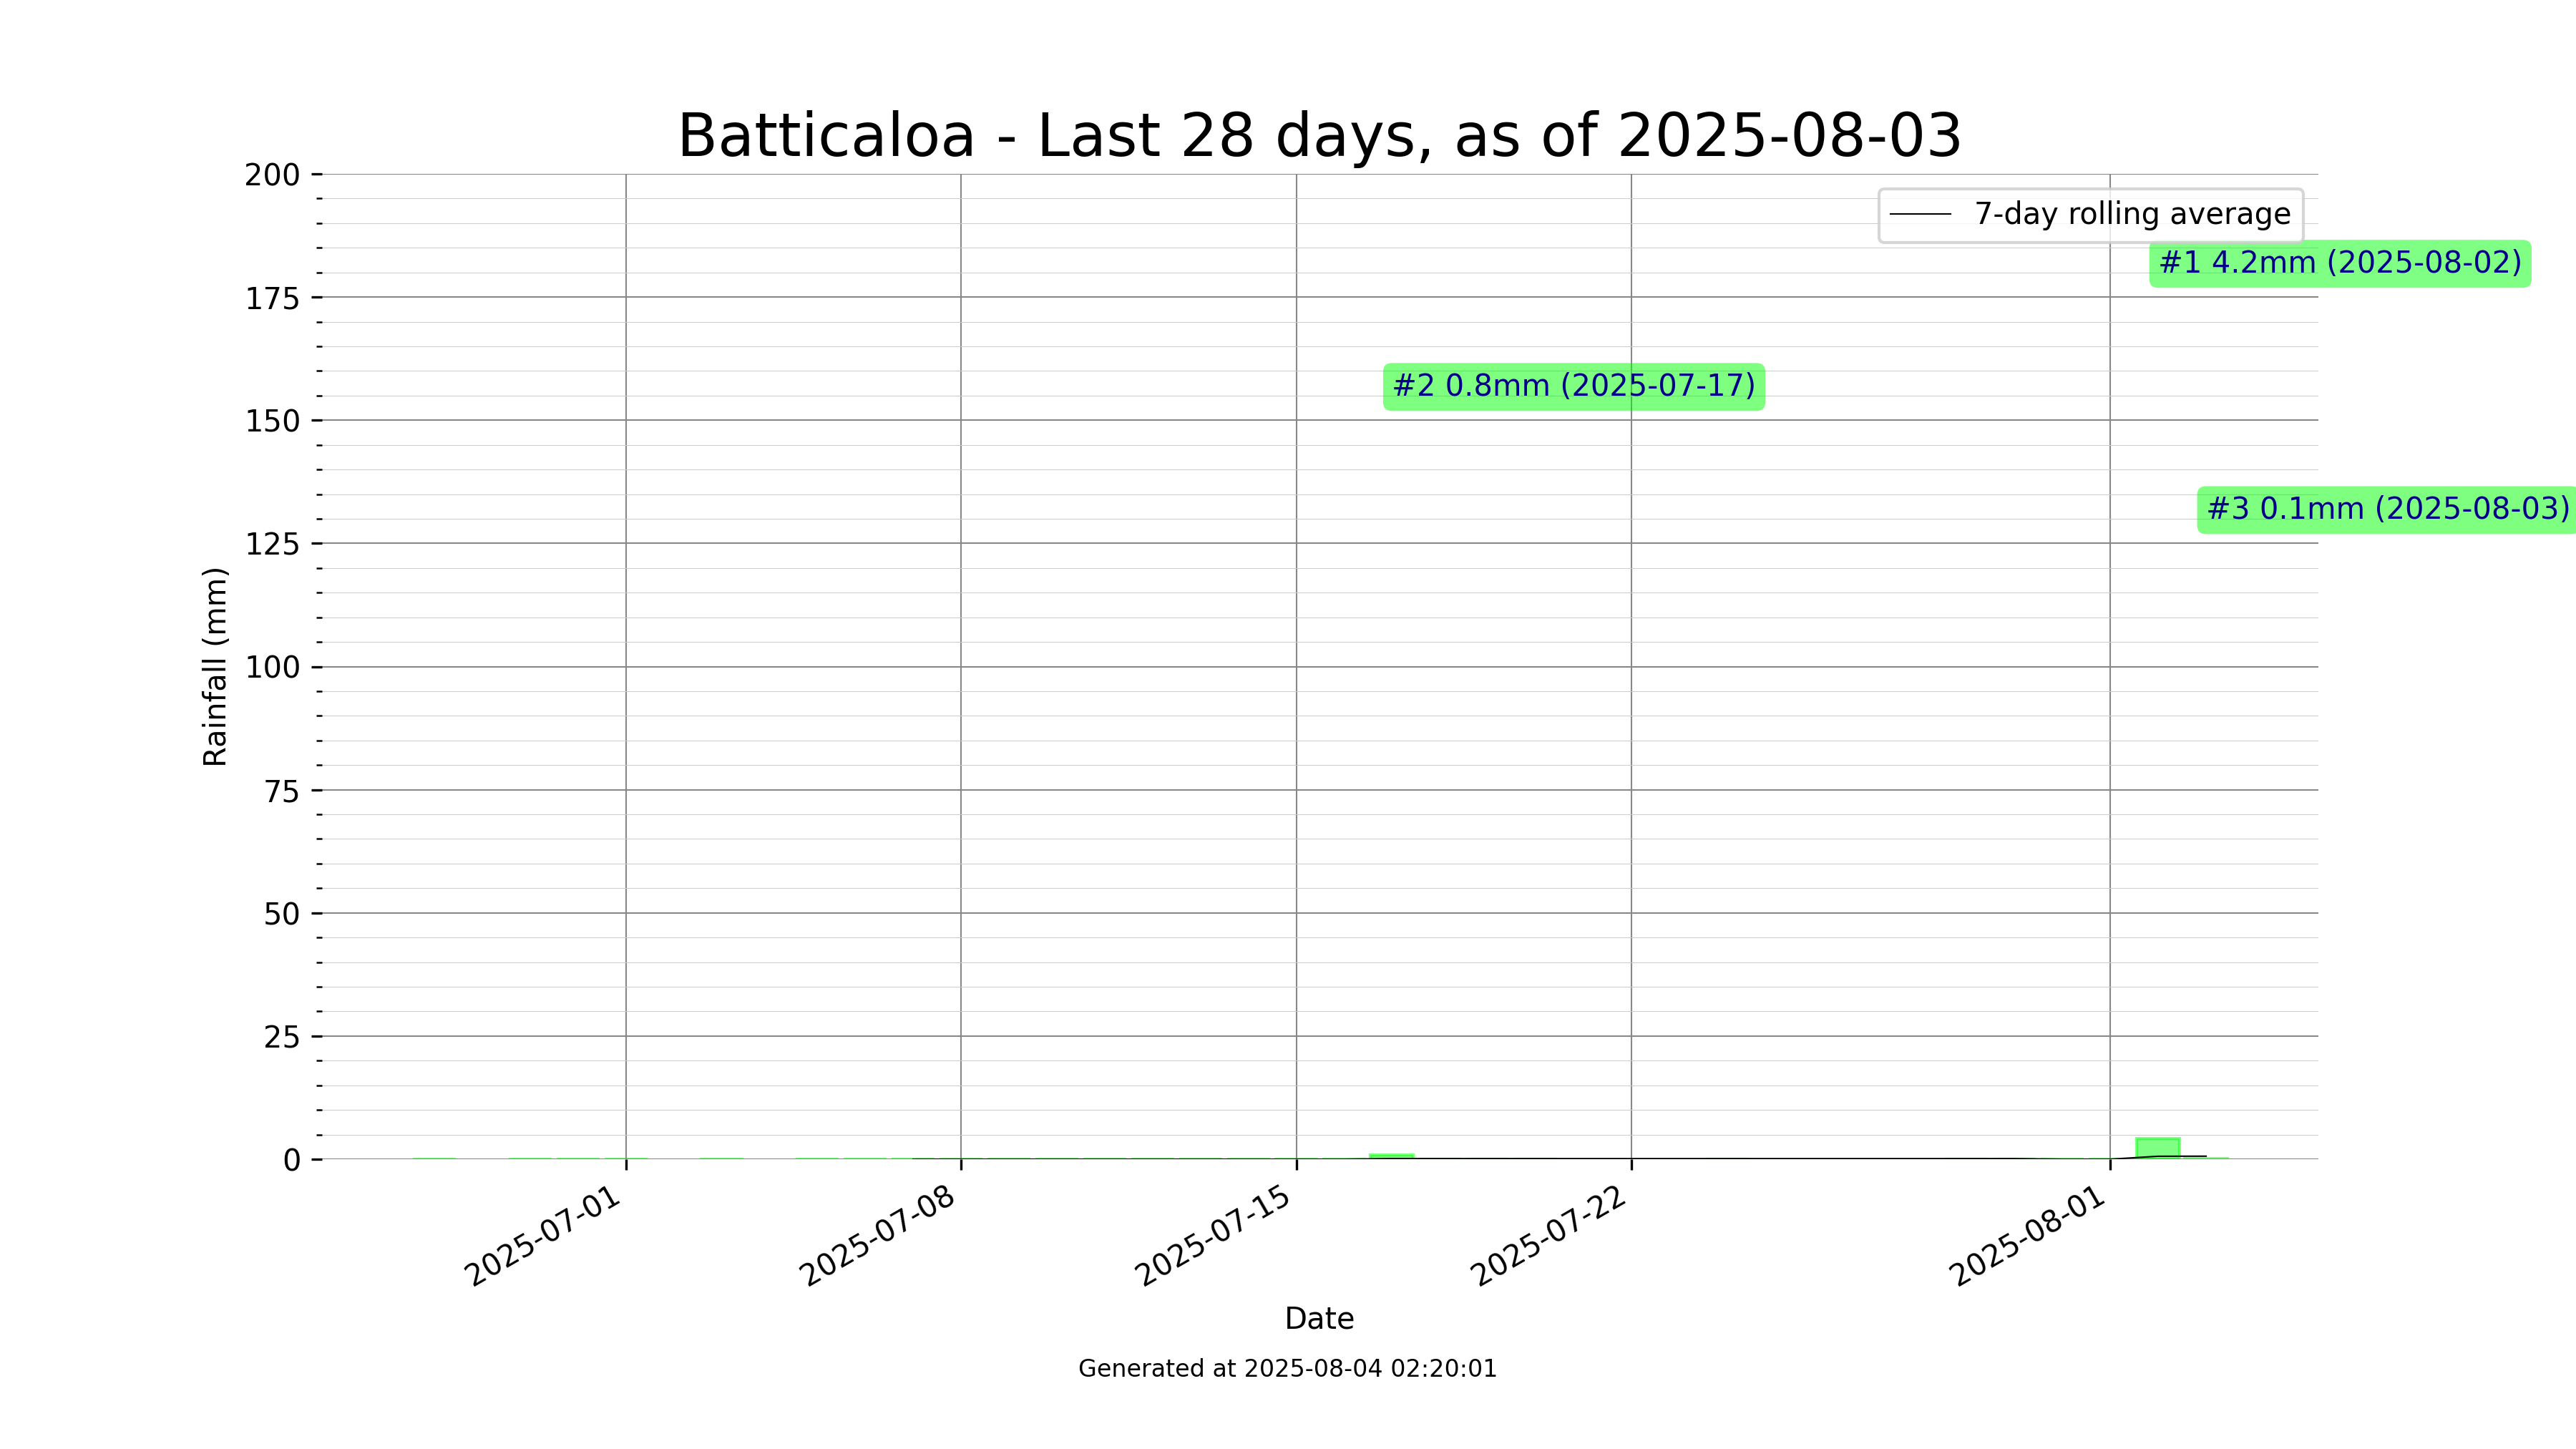 Batticaloa - Last 28 days, as of 2025-08-03
200
175
150
125
100
75
50
25
0
Rainfall (mm)
7-day rolling average
#1 4.2mm (2025-08-02)
#2 0.8mm (2025-07-17)
#3 0.1mm (2025-08-03)
2025-07-01
2025-07-08
2025-07-15
2025-07-22
2025-08-01
Date
Generated at 2025-08-04 02:20:01